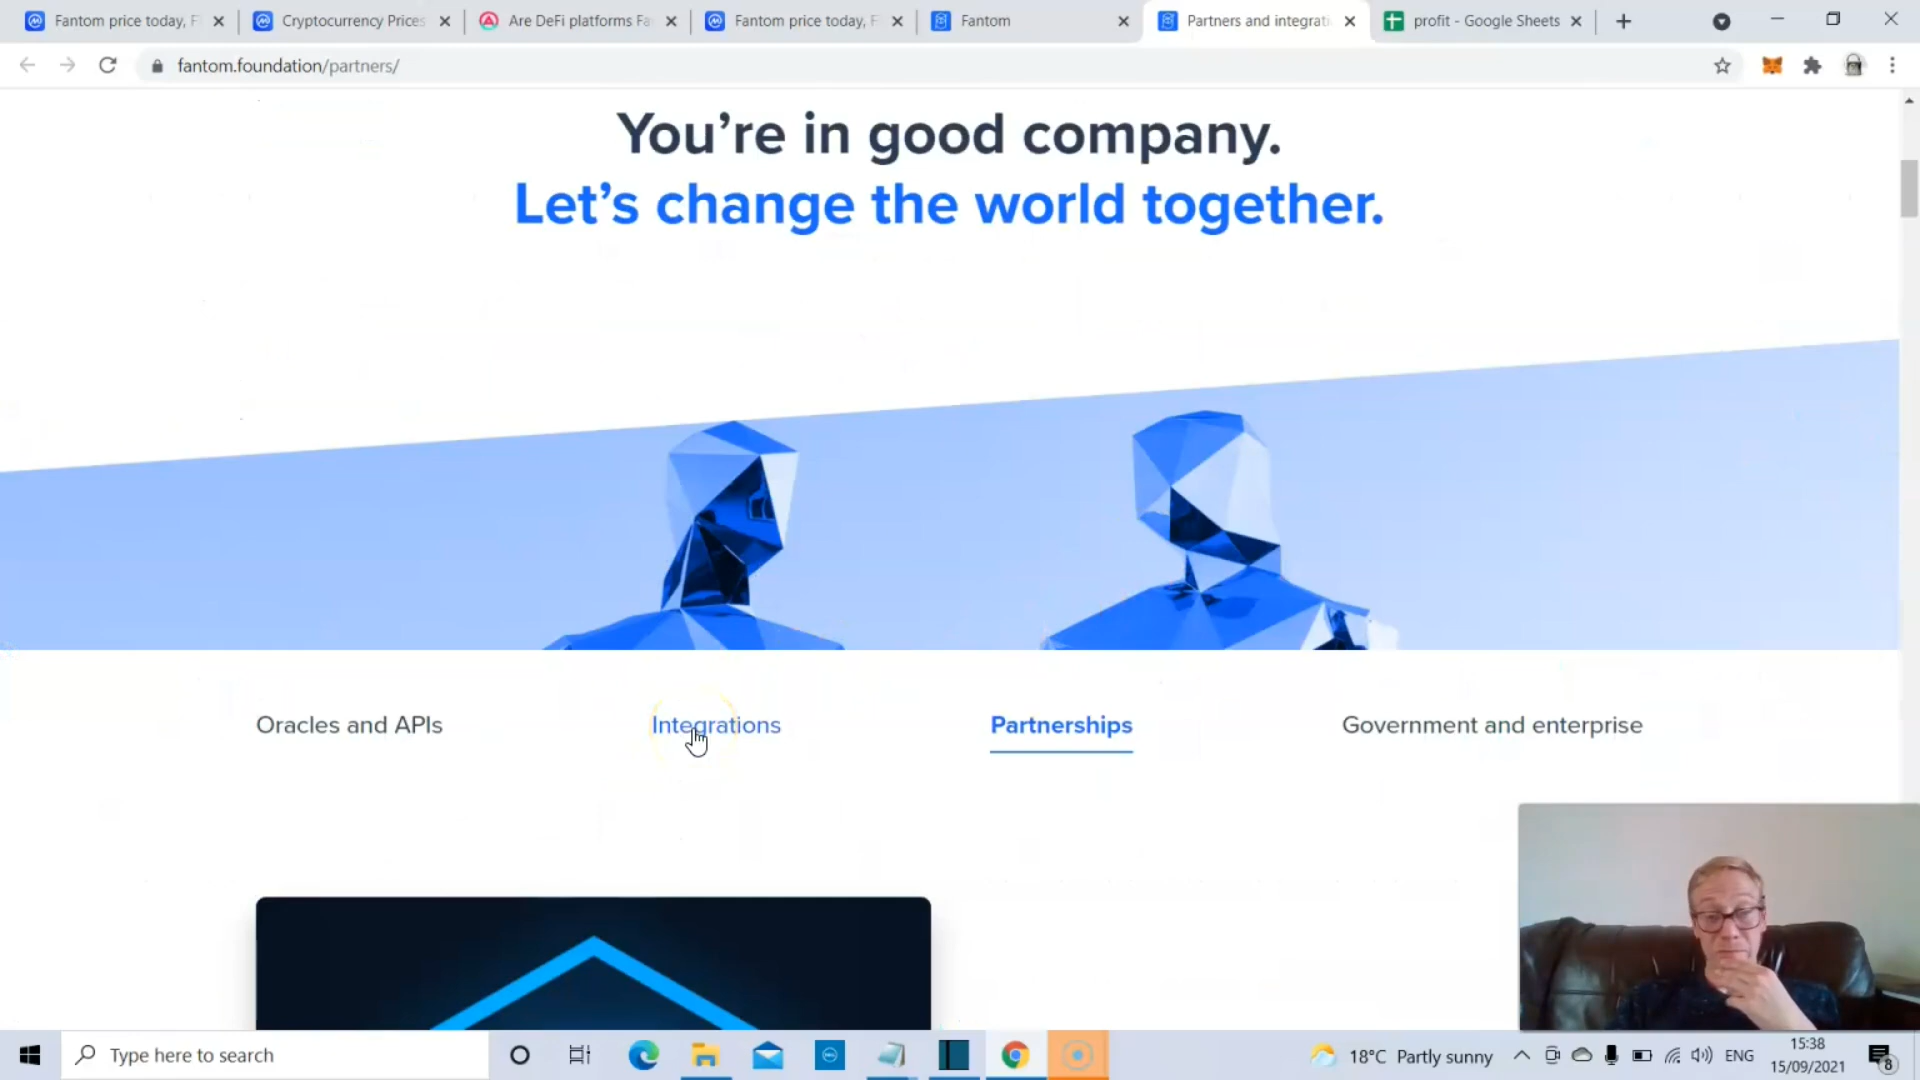 Fantom price today, F
Cryptocurrency Prices
Are DeFi platforms Fa
Fantom price today, F
Fantom
Partners and integrati
profit - Google Sheets
fantom.foundation/partners/
You're in good company.
Let's change the world together.
Oracles and APIs
Integrations
Partnerships
Government and enterprise
Type here to search
18°C Partly sunny
ENG
15:38
15/09/2021
8